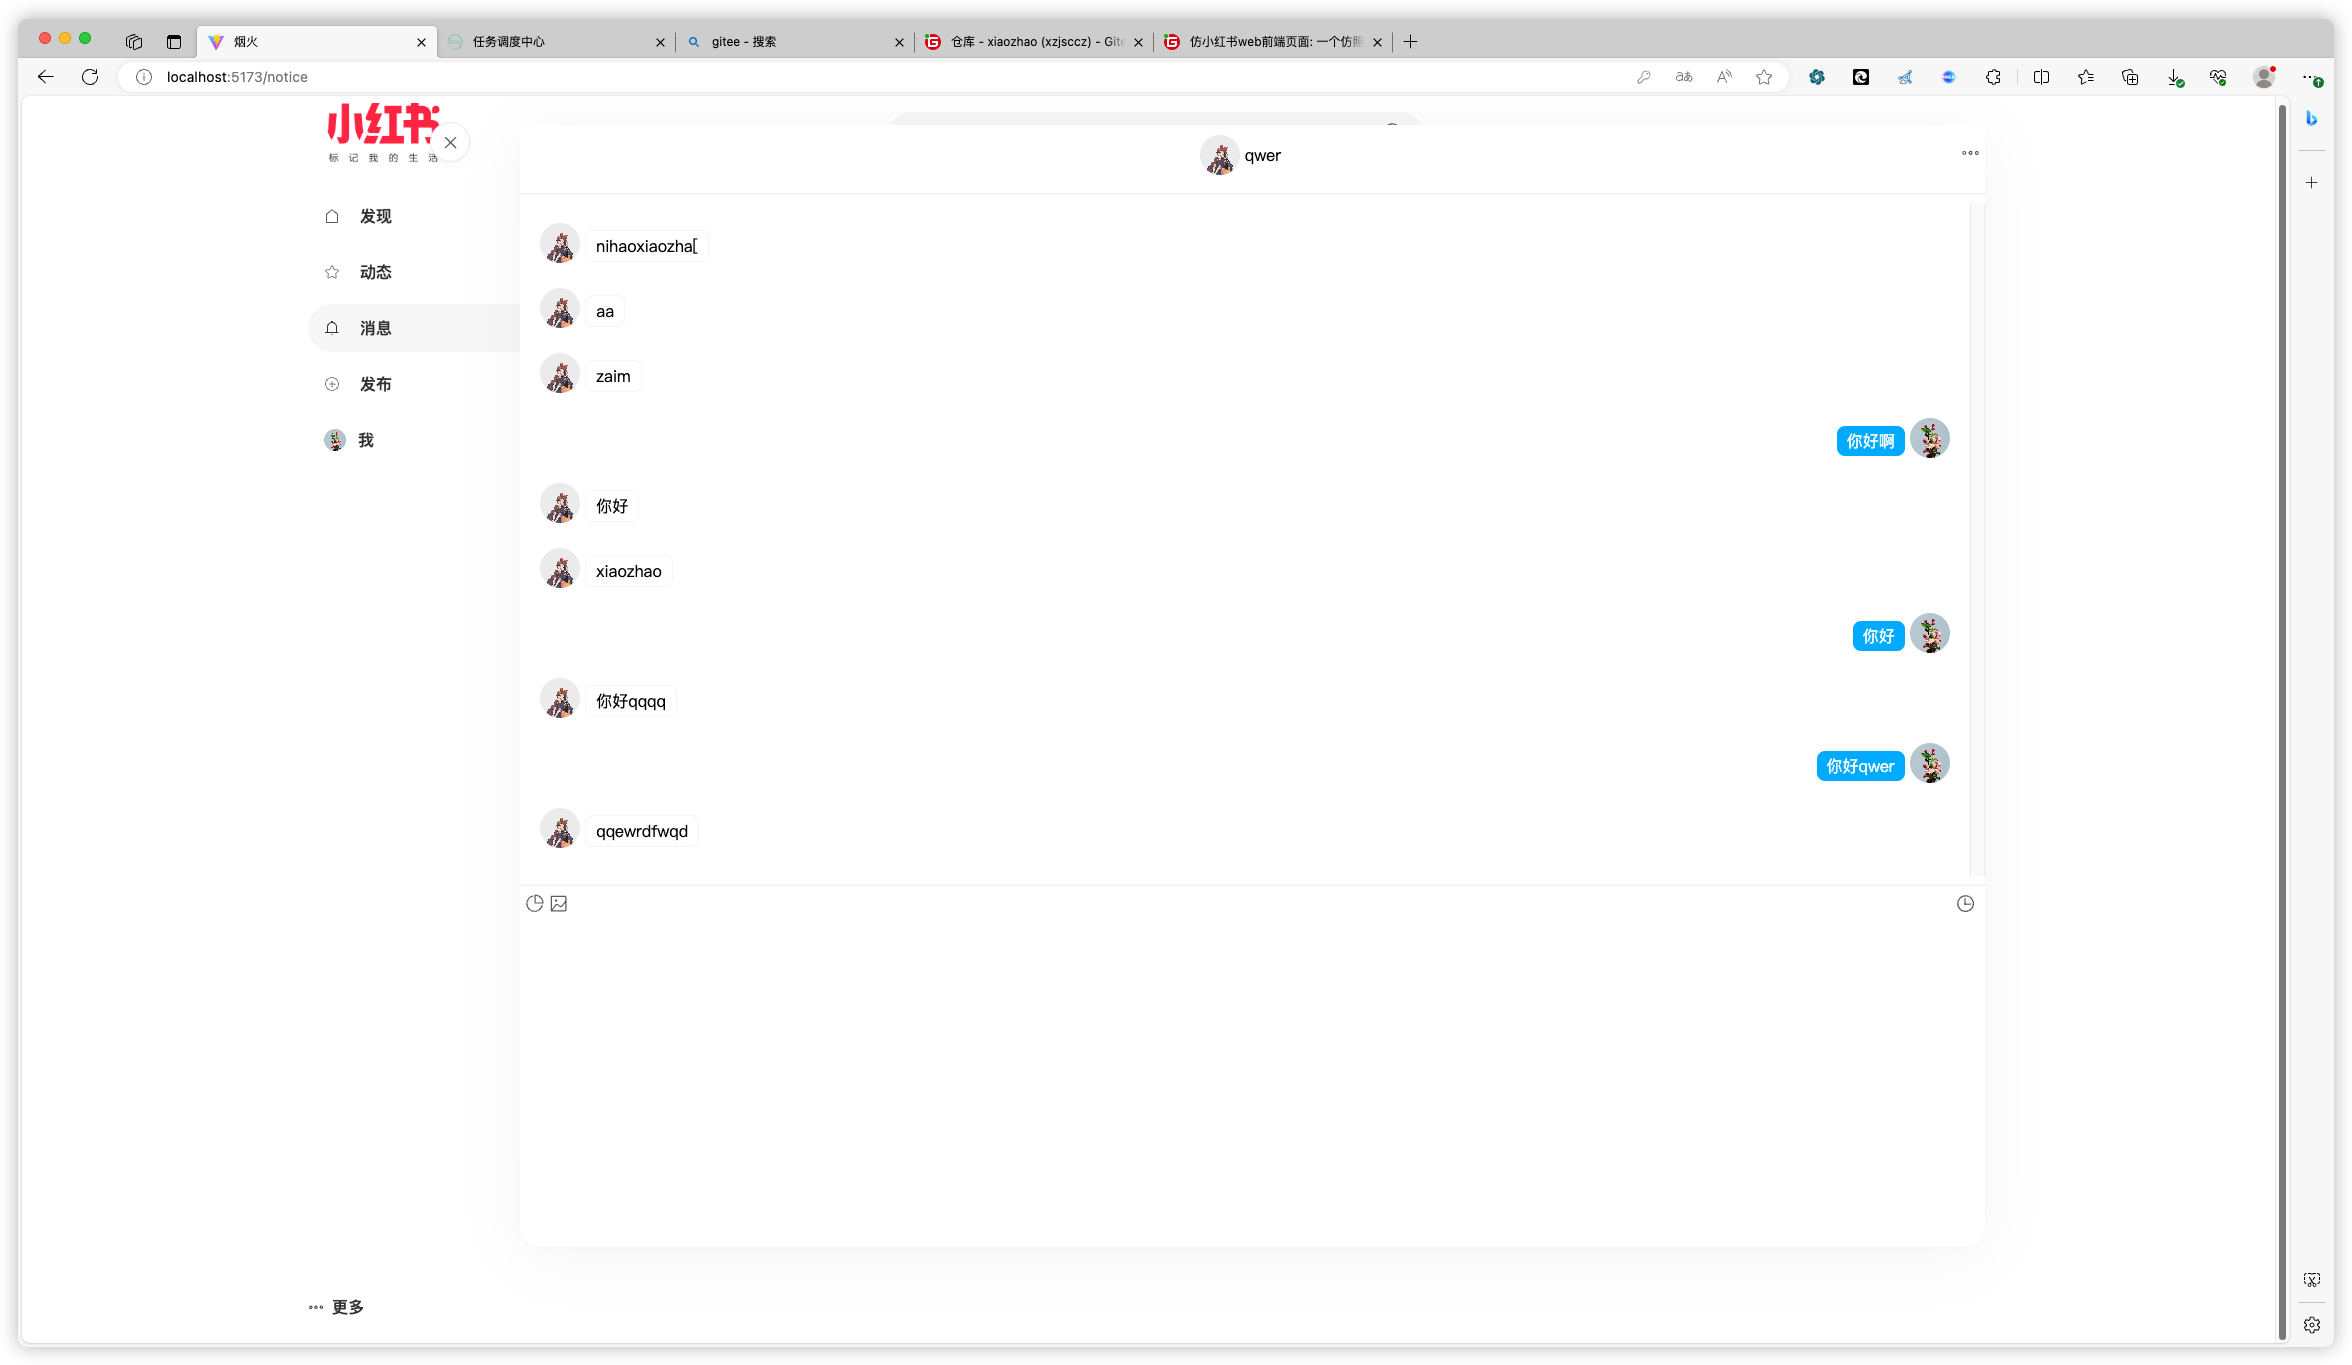 烟火
任务调度中心
gitee - 搜索
仓库 - xiaozhao (xzjsccz) - Gite
仿小红书web前端页面: 一个仿照
localhost:5173/notice
小红书
标记我的生活
qwer
发现
动态
消息
发布
我
nihaoxiaozha[
aa
zaim
你好啊
你好
xiaozhao
你好
你好qqqq
你好qwer
qqewrdfwqd
更多